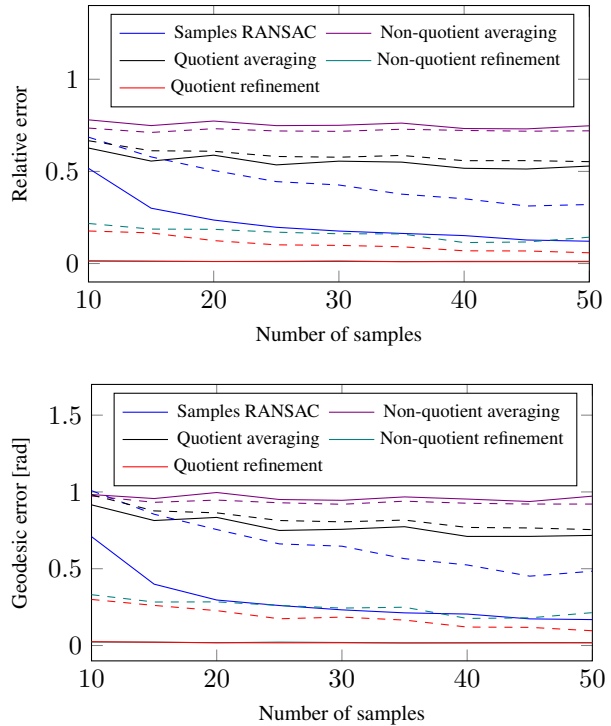 1
0.5
0
Relative error
Samples RANSAC Non-quotient averaging
Quotient averaging Non-quotient refinement
Quotient refinement
10 20 30 40 50
Number of samples
1.5
1
0.5
0
Geodesic error [rad]
Samples RANSAC Non-quotient averaging
Quotient averaging Non-quotient refinement
Quotient refinement
10 20 30 40 50
Number of samples